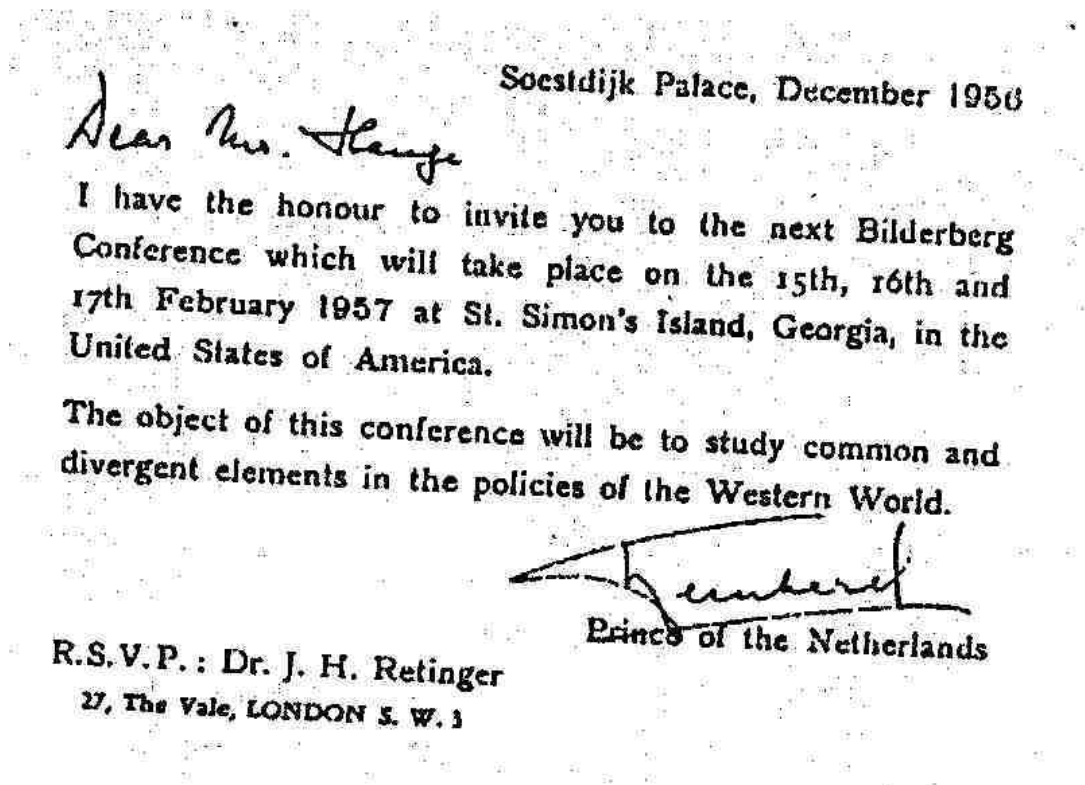 Soestdijk Palace, December 1956
Dear Mr. Hauge
I have the honour to invite you to the next Bilderberg
Conference which will take place on the 15th, 16th and
17th February 1957 at St. Simon's Island, Georgia, in the
United States of America.
The object of this conference will be to study common and
divergent elements in the policies of the Western World.
Bernhard
Prince of the Netherlands
R.S.V.P.: Dr. J. H. Retinger
27, The Vale, LONDON S. W. 3